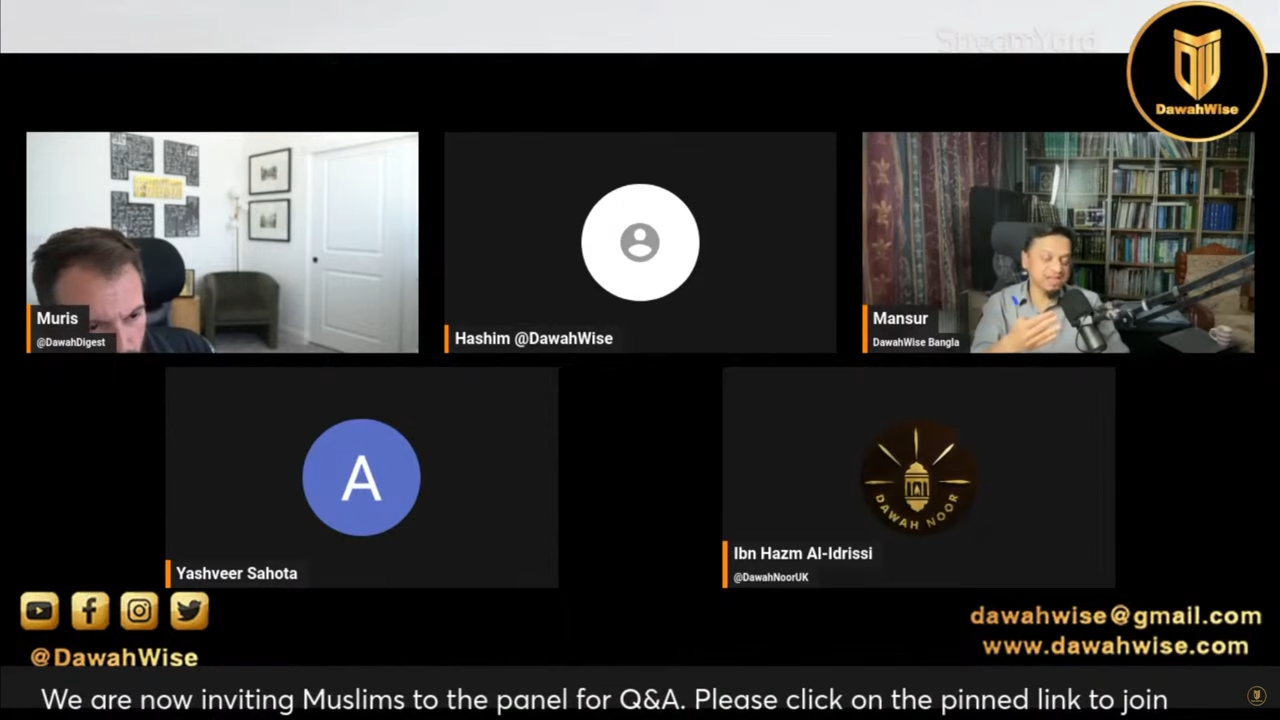 StreamYard
DawahWise
Muris
@DawahDigest
Hashim @DawahWise
Mansur
DawahWise Bangla
A
Yashveer Sahota
DAWAH NOOR
Ibn Hazm Al-Idrissi
@DawahNoorUK
@DawahWise
dawahwise@gmail.com
www.dawahwise.com
We are now inviting Muslims to the panel for Q&A. Please click on the pinned link to join